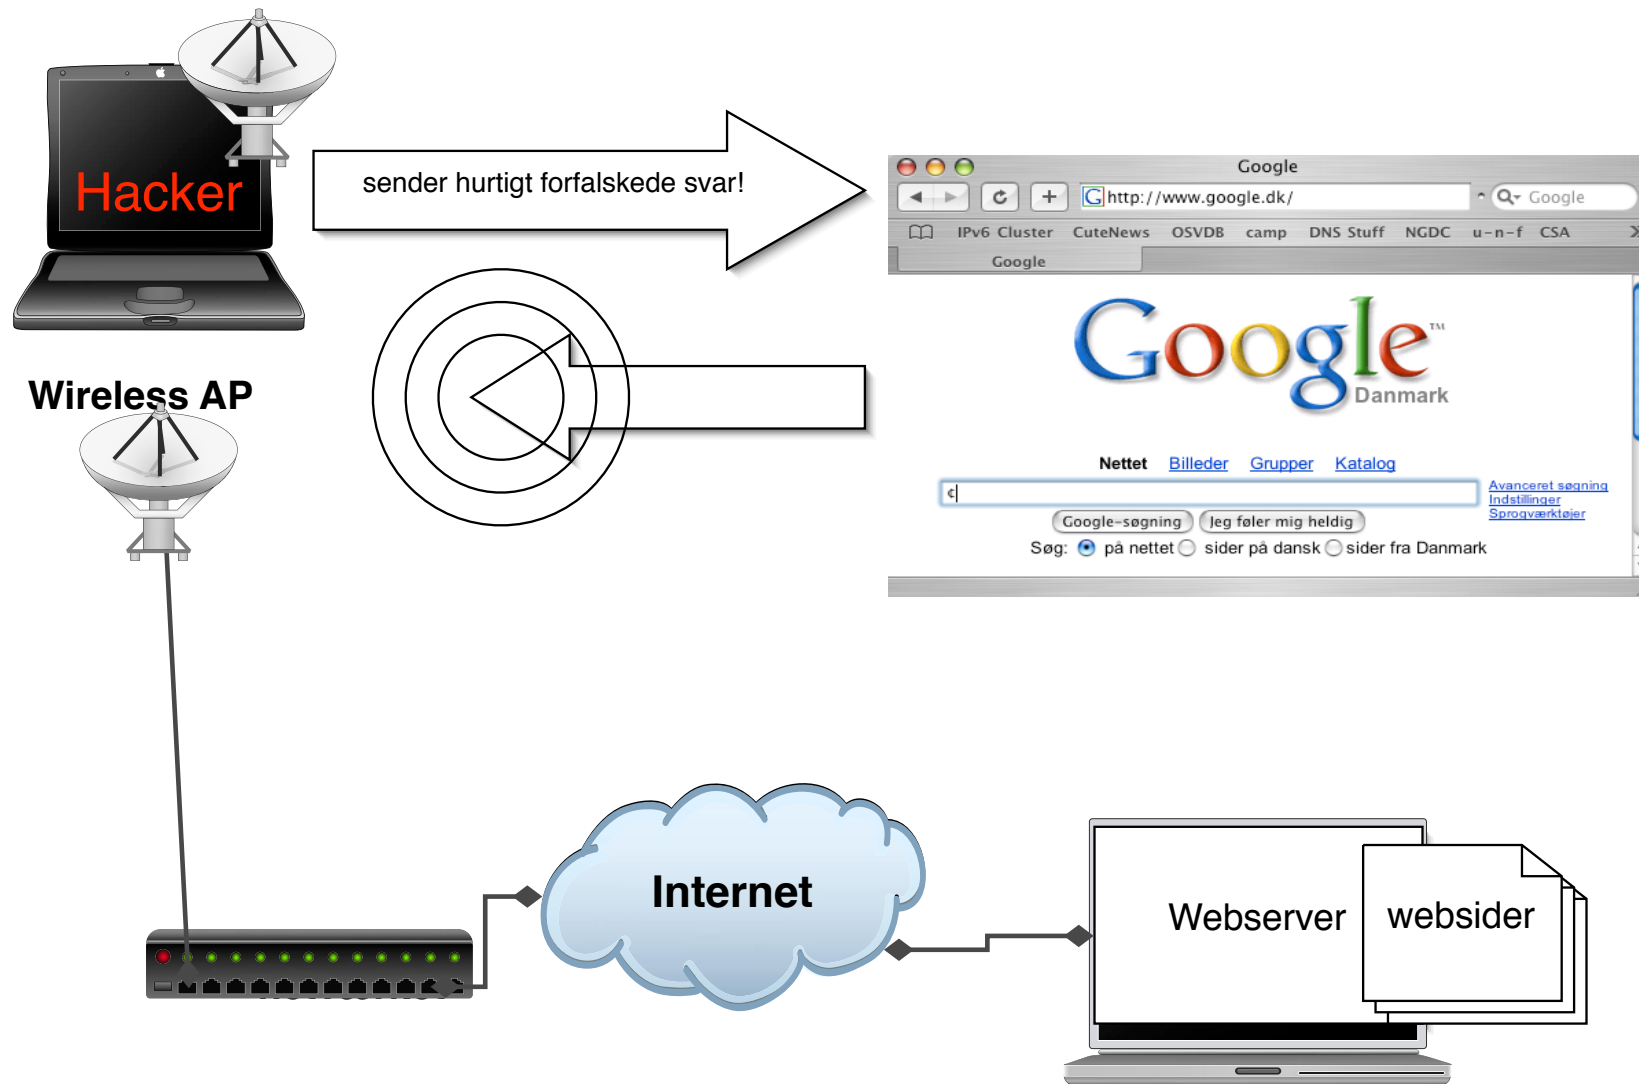 Hacker
sender hurtigt forfalskede svar!
Wireless AP
Google
http://www.google.dk/
Google
IPv6 Cluster CuteNews OSVDB camp DNS Stuff NGDC u-n-f CSA
Google
Google™
Danmark
Nettet Billeder Grupper Katalog
¢
Avanceret søgning
Indstillinger
Sprogværktøjer
Google-søgning Jeg føler mig heldig
Søg: på nettet sider på dansk sider fra Danmark
Internet
Webserver
websider